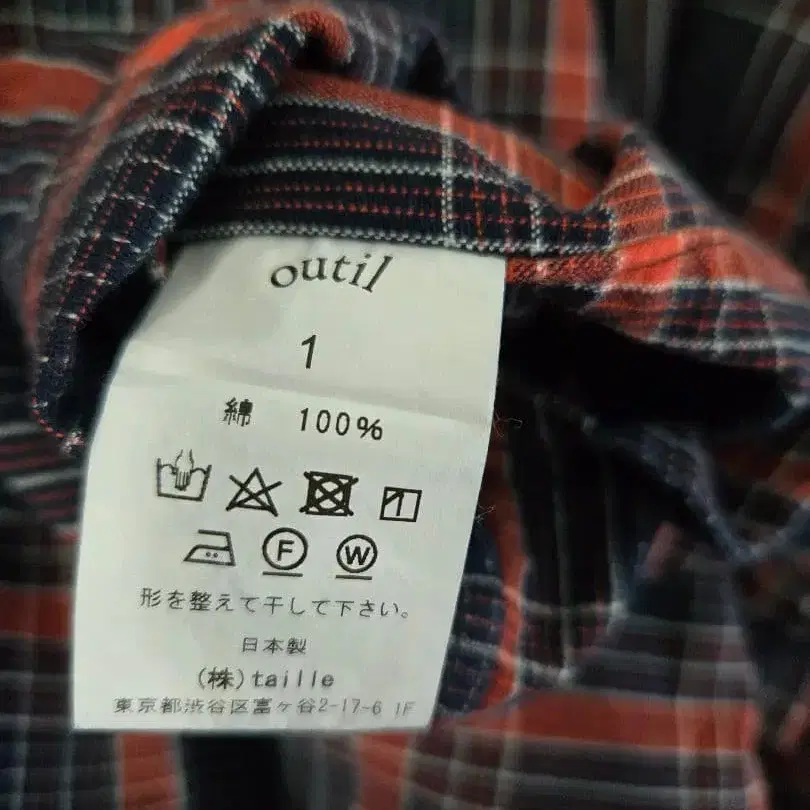 outil
1
綿 100%
F W
形を整えて干して下さい。
日本製
(株)taille
東京都渋谷区富ヶ谷2-17-6 1F